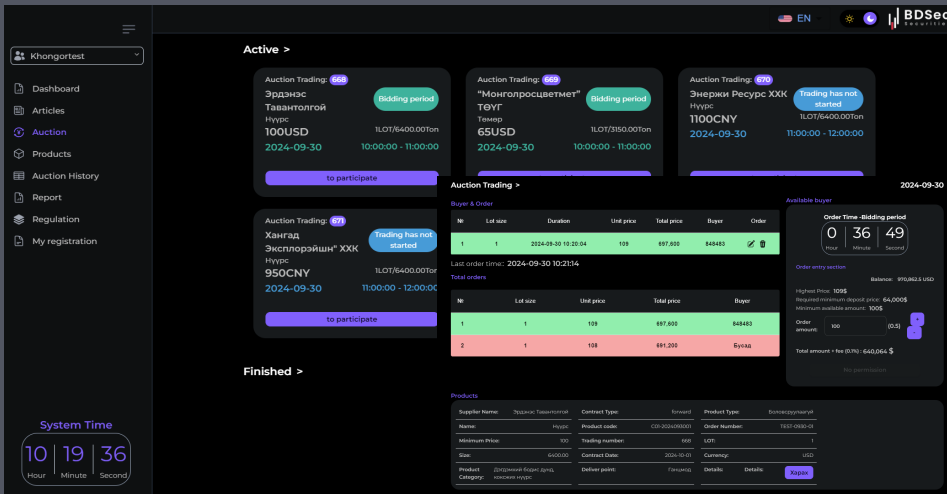 EN
BDSec
Securities
Khongortest
Dashboard
Articles
Auction
Products
Auction History
Report
Regulation
My registration
System Time
10 19 36
Hour Minute Second
Active >
Auction Trading: 668
Эрдэнэс Тавантолгой
Bidding period
Нүүрс
100USD
1LOT/6400.00Ton
2024-09-30
10:00:00 - 11:00:00
to participate
Auction Trading: 669
"Монголросцветмет" ТӨҮГ
Bidding period
Төмөр
65USD
1LOT/3150.00Ton
2024-09-30
10:00:00 - 11:00:00
Auction Trading: 670
Энержи Ресурс ХХК
Trading has not started
Нүүрс
1100CNY
1LOT/6400.00Ton
2024-09-30
11:00:00 - 12:00:00
Auction Trading: 671
Хангад Эксплорэйшн" ХХК
Trading has not started
Нүүрс
950CNY
1LOT/6400.00Ton
2024-09-30
11:00:00 - 12:00:00
to participate
Finished >
Auction Trading >
2024-09-30
Buyer & Order
№ Lot size Duration Unit price Total price Buyer Order
1 1 2024-09-30 10:20:04 109 697,600 848483
Last order time:: 2024-09-30 10:21:14
Total orders
№ Lot size Unit price Total price Buyer
1 1 109 697,600 848483
2 1 108 691,200 Бусад
Available buyer
Order Time -Bidding period
0 36 49
Hour Minute Second
Order entry section
Balance: 970,862.5 USD
Highest Price: 109$
Required minimum deposit price: 64,000$
Minimum available amount: 100$
Order amount: 100 (0.5) + -
Total amount + fee (0.1%) : 640,064 $
No permission
Products
Supplier Name: Эрдэнэс Тавантолгой Contract Type: forward Product Type: Боловсруулаагүй
Name: Нүүрс Product code: C01-2024093001 Order Number: TEST-0930-01
Minimum Price: 100 Trading number: 668 LOT: 1
Size: 6400.00 Contract Date: 2024-10-01 Currency: USD
Product Category: Дэгдэмхий бодис дунд, коксжих нүүрс Deliver point: Ганцмод Details: Details: Харах